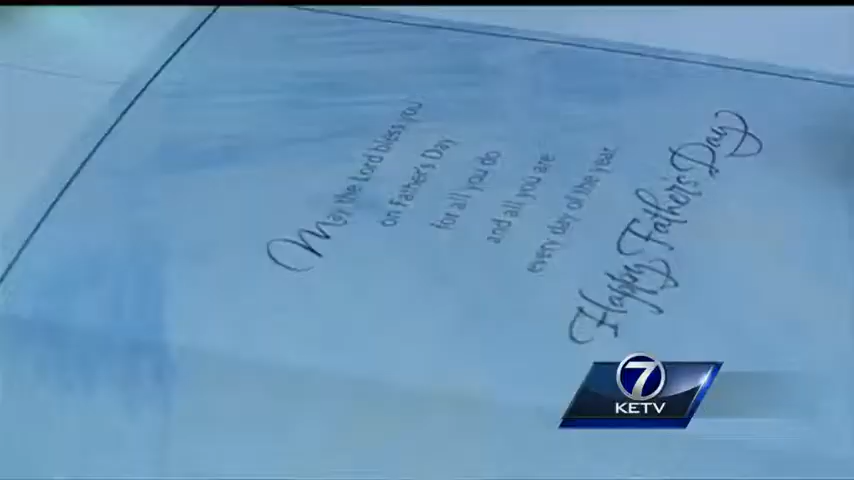 May the Lord bless you
on Father's Day
for all you do
and all you are
every day of the year.
Happy Father's Day
7
KETV